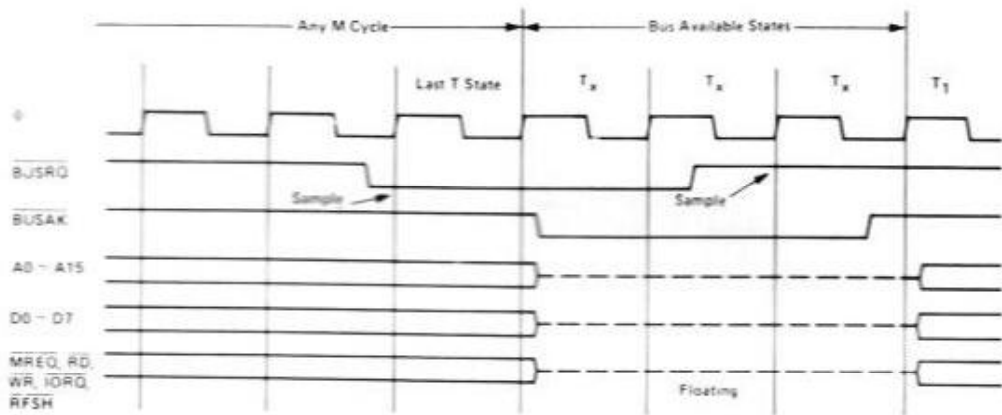 Any M Cycle
Bus Available States
Last T State
Tx
Tx
Tx
T1
BUSRQ
Sample
Sample
BUSAK
A0 ~ A15
D0 ~ D7
MREQ, RD,
WR, IORQ,
RFSH
Floating